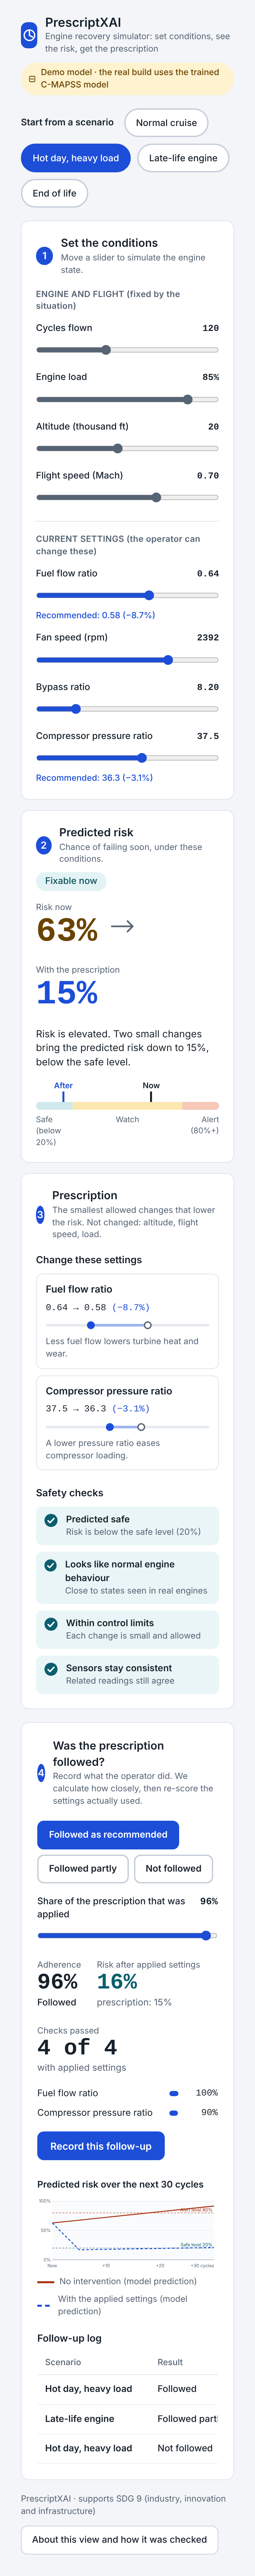 PrescriptXAI
Engine recovery simulator: set conditions, see
the risk, get the prescription
Demo model · the real build uses the trained
C-MAPSS model
Start from a scenario
Normal cruise
Hot day, heavy load
Late-life engine
End of life
1
Set the conditions
Move a slider to simulate the engine
state.
ENGINE AND FLIGHT (fixed by the
situation)
Cycles flown 120
Engine load 85%
Altitude (thousand ft) 20
Flight speed (Mach) 0.70
CURRENT SETTINGS (the operator can
change these)
Fuel flow ratio 0.64
Recommended: 0.58 (−8.7%)
Fan speed (rpm) 2392
Bypass ratio 8.20
Compressor pressure ratio 37.5
Recommended: 36.3 (−3.1%)
2
Predicted risk
Chance of failing soon, under these
conditions.
Fixable now
Risk now
63% →
With the prescription
15%
Risk is elevated. Two small changes
bring the predicted risk down to 15%,
below the safe level.
After Now
Safe Watch Alert
(below (80%+)
20%)
3
Prescription
The smallest allowed changes that lower
the risk. Not changed: altitude, flight
speed, load.
Change these settings
Fuel flow ratio
0.64 → 0.58 (−8.7%)
Less fuel flow lowers turbine heat and
wear.
Compressor pressure ratio
37.5 → 36.3 (−3.1%)
A lower pressure ratio eases
compressor loading.
Safety checks
Predicted safe
Risk is below the safe level (20%)
Looks like normal engine
behaviour
Close to states seen in real engines
Within control limits
Each change is small and allowed
Sensors stay consistent
Related readings still agree
4
Was the prescription
followed?
Record what the operator did. We
calculate how closely, then re-score the
settings actually used.
Followed as recommended
Followed partly
Not followed
Share of the prescription that was 96%
applied
Adherence Risk after applied settings
96% 16%
Followed prescription: 15%
Checks passed
4 of 4
with applied settings
Fuel flow ratio 100%
Compressor pressure ratio 90%
Record this follow-up
Predicted risk over the next 30 cycles
100%
50%
Safe level 20%
0%
Now +10 +20 +30 cycles
No intervention (model prediction)
With the applied settings (model
prediction)
Follow-up log
Scenario Result
Hot day, heavy load Followed
Late-life engine Followed parti
Hot day, heavy load Not followed
PrescriptXAI · supports SDG 9 (industry, innovation
and infrastructure)
About this view and how it was checked